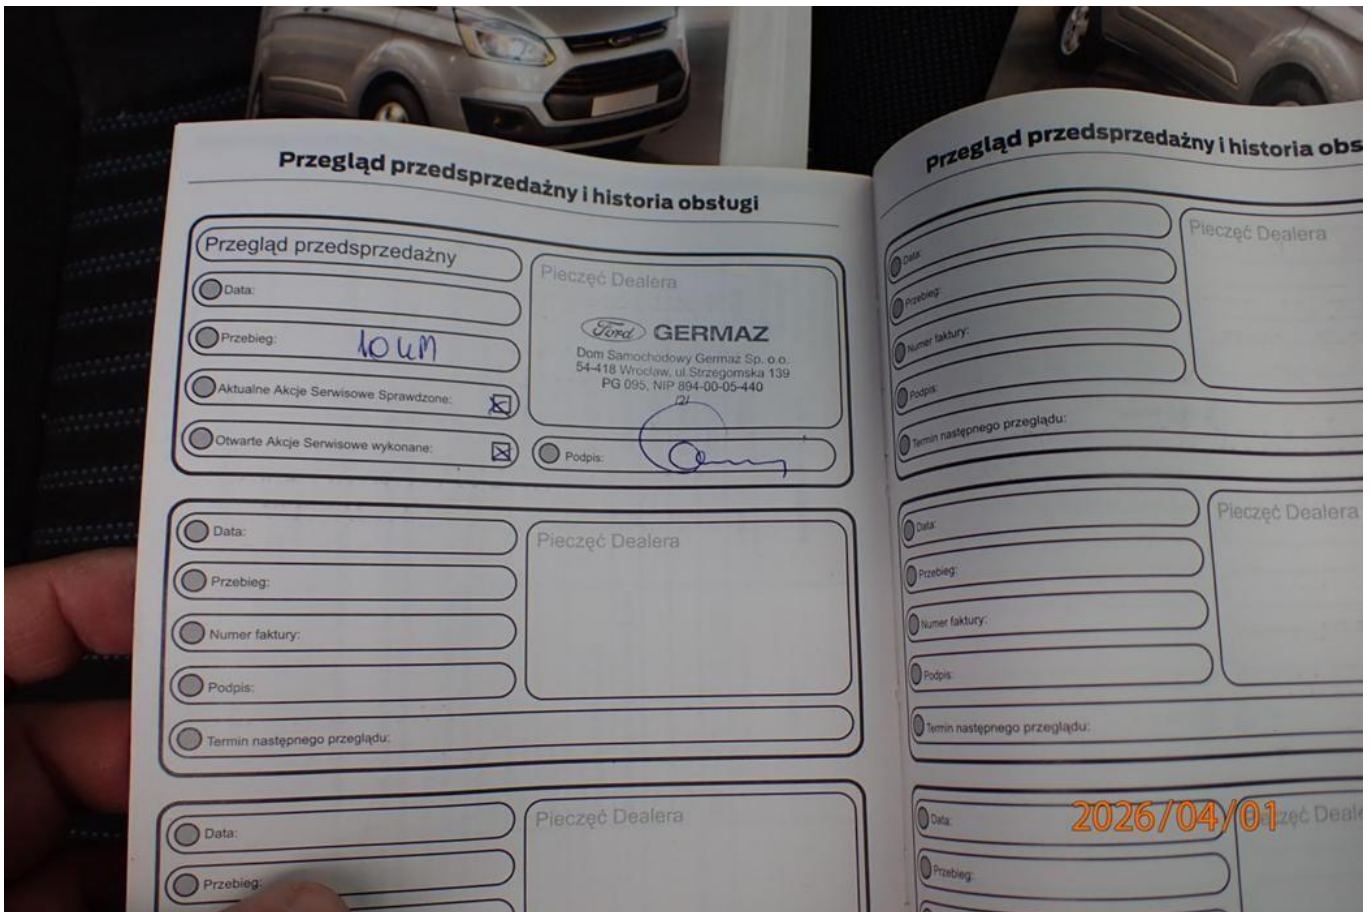 Przegląd przedsprzedażny i historia obsługi
Przegląd przedsprzedażny
Data:
Przebieg: 10 km
Aktualne Akcje Serwisowe Sprawdzone:
Otwarte Akcje Serwisowe wykonane:
Pieczęć Dealera
Ford GERMAZ
Dom Samochodowy Germaz Sp. o.o.
54-418 Wrocław, ul.Strzegomska 139
PG 095, NIP 894-00-05-440
/2/
Podpis:
Data:
Przebieg:
Numer faktury:
Podpis:
Termin następnego przeglądu:
Pieczęć Dealera
Data:
Przebieg:
Pieczęć Dealera
Przegląd przedsprzedażny i historia obs
Data:
Przebieg:
Numer faktury:
Podpis:
Termin następnego przeglądu:
Pieczęć Dealera
Data:
Przebieg:
Numer faktury:
Podpis:
Termin następnego przeglądu:
Pieczęć Dealera
Data:
Przebieg:
2026/04/01